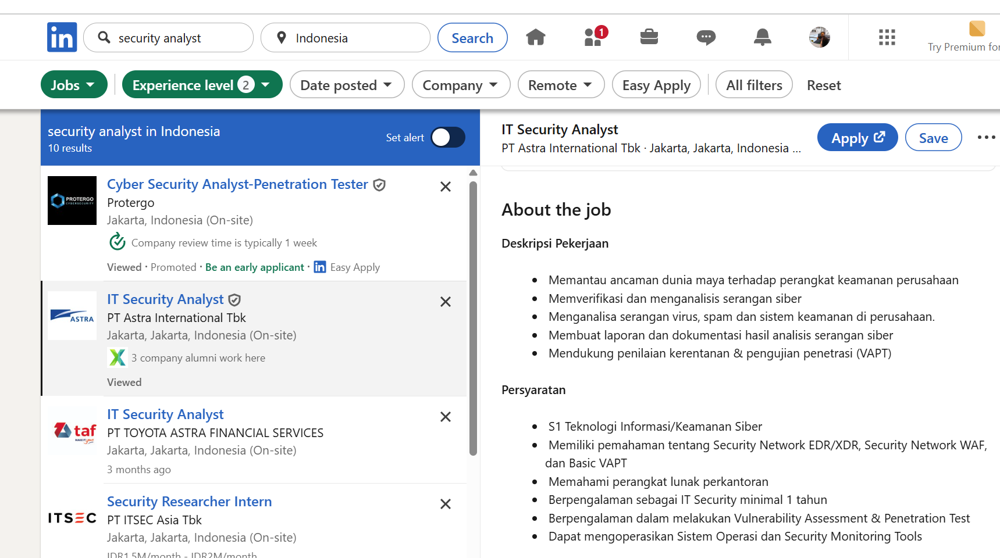 in
security analyst
Indonesia
Search
1
Try Premium for
Jobs
Experience level 2
Date posted
Company
Remote
Easy Apply
All filters
Reset
security analyst in Indonesia
10 results
Set alert
PROTERGO
CYBERSECURITY
Cyber Security Analyst-Penetration Tester
Protergo
Jakarta, Indonesia (On-site)
Company review time is typically 1 week
Viewed · Promoted · Be an early applicant · in Easy Apply
ASTRA
IT Security Analyst
PT Astra International Tbk
Jakarta, Jakarta, Indonesia (On-site)
3 company alumni work here
Viewed
taf
MAKE IT your
IT Security Analyst
PT TOYOTA ASTRA FINANCIAL SERVICES
Jakarta, Jakarta, Indonesia (On-site)
3 months ago
ITSEC
Security Researcher Intern
PT ITSEC Asia Tbk
Jakarta, Jakarta, Indonesia (On-site)
IDR1.5M/month - IDR2M/month
IT Security Analyst
PT Astra International Tbk · Jakarta, Jakarta, Indonesia ...
Apply
Save
About the job
Deskripsi Pekerjaan
• Memantau ancaman dunia maya terhadap perangkat keamanan perusahaan
• Memverifikasi dan menganalisis serangan siber
• Menganalisa serangan virus, spam dan sistem keamanan di perusahaan.
• Membuat laporan dan dokumentasi hasil analisis serangan siber
• Mendukung penilaian kerentanan & pengujian penetrasi (VAPT)
Persyaratan
• S1 Teknologi Informasi/Keamanan Siber
• Memiliki pemahaman tentang Security Network EDR/XDR, Security Network WAF,
dan Basic VAPT
• Memahami perangkat lunak perkantoran
• Berpengalaman sebagai IT Security minimal 1 tahun
• Berpengalaman dalam melakukan Vulnerability Assessment & Penetration Test
• Dapat mengoperasikan Sistem Operasi dan Security Monitoring Tools